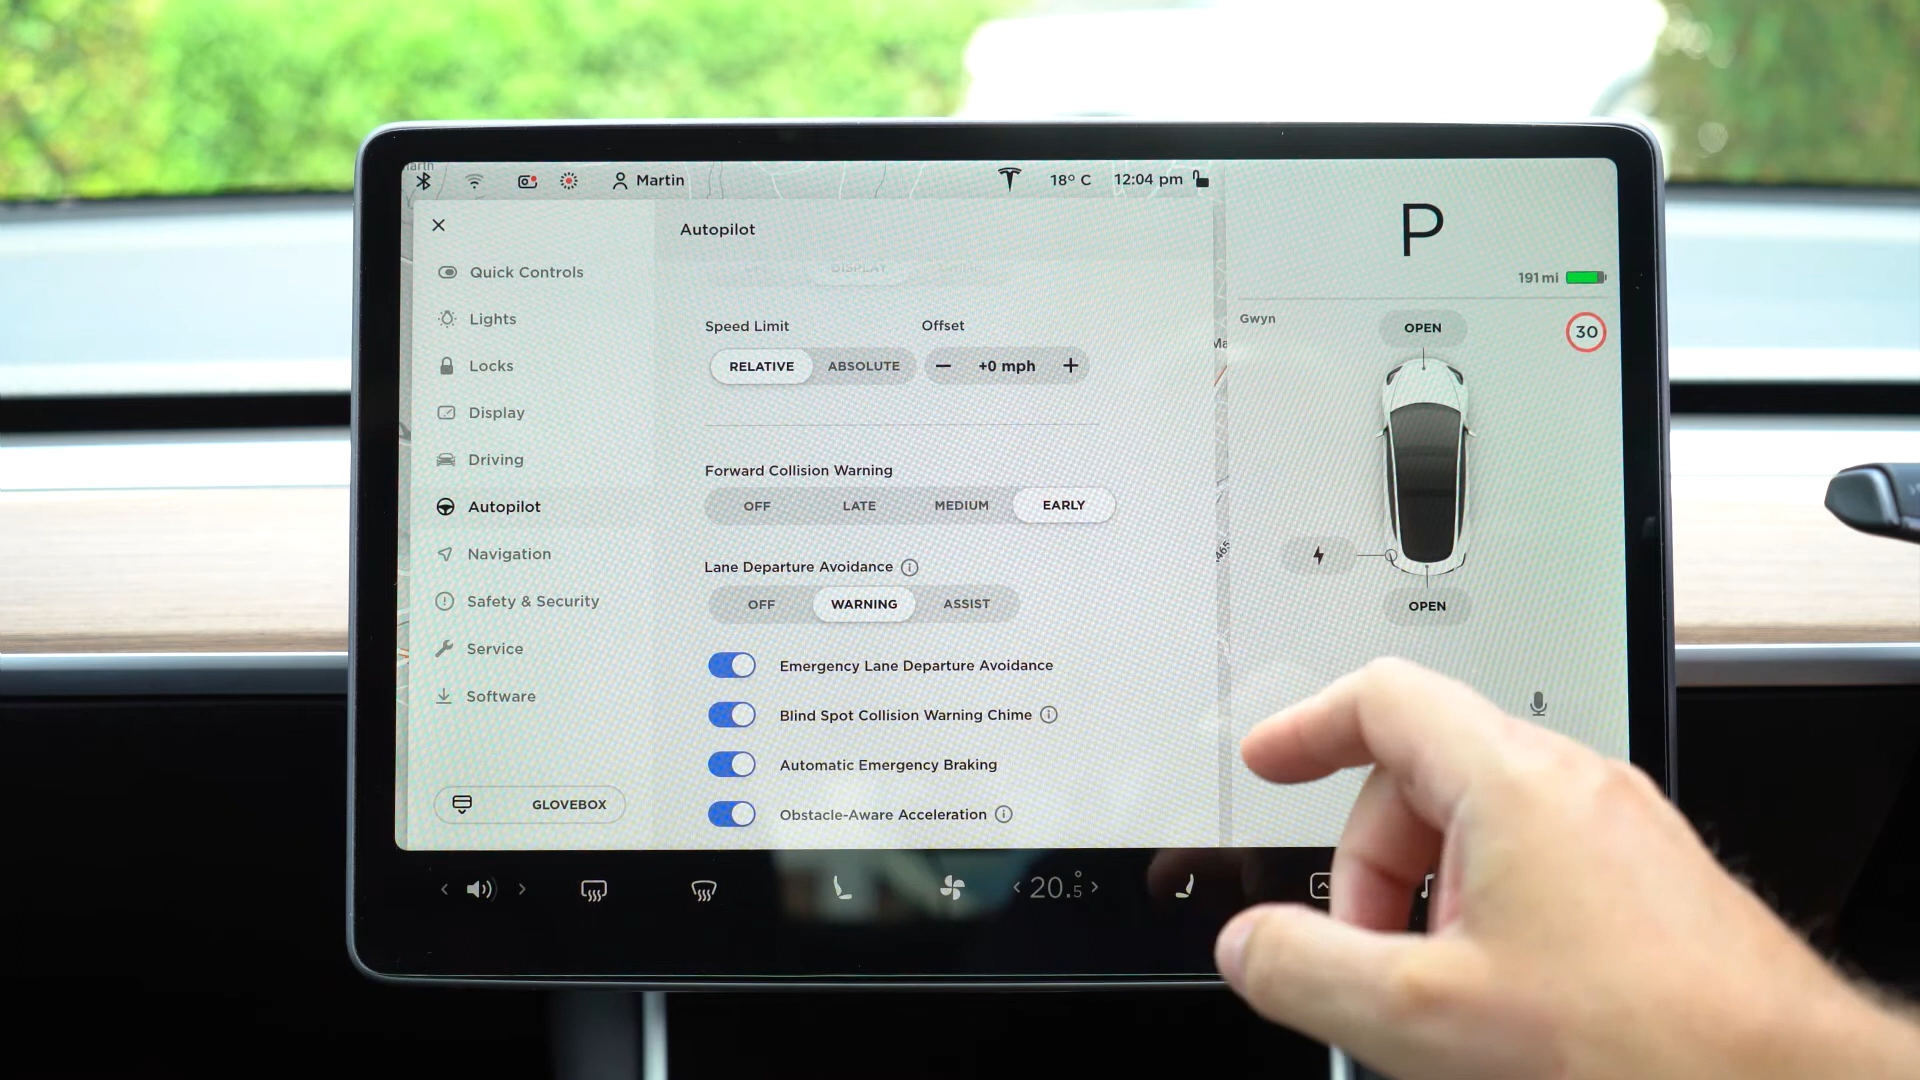 Martin
18° C
12:04 pm
Autopilot
Quick Controls
Lights
Locks
Display
Driving
Autopilot
Navigation
Safety & Security
Service
Software
GLOVEBOX
DISPLAY
Speed Limit
Offset
RELATIVE
ABSOLUTE
+0 mph
Forward Collision Warning
OFF
LATE
MEDIUM
EARLY
Lane Departure Avoidance
OFF
WARNING
ASSIST
Emergency Lane Departure Avoidance
Blind Spot Collision Warning Chime
Automatic Emergency Braking
Obstacle-Aware Acceleration
P
191 mi
Gwyn
OPEN
30
OPEN
20.5°